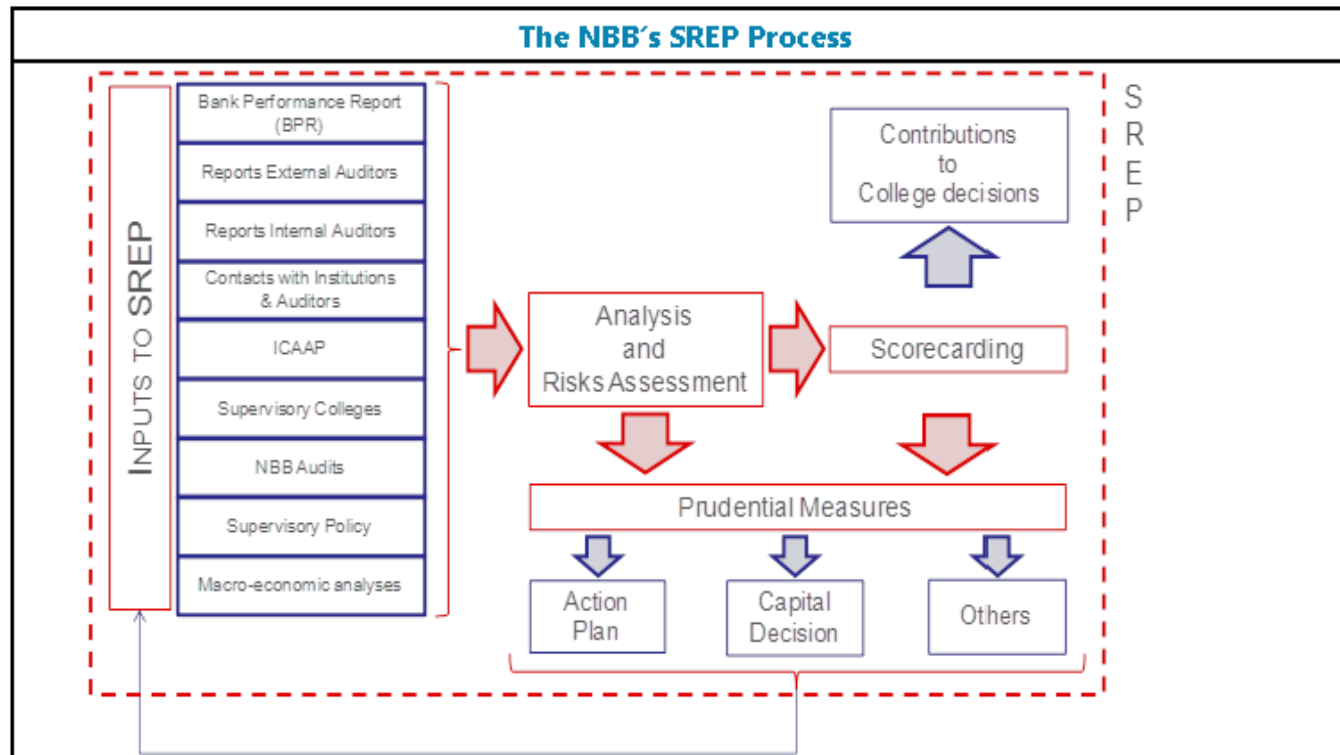 The NBB's SREP Process
INPUTS TO SREP
Bank Performance Report
(BPR)
Reports External Auditors
Reports Internal Auditors
Contacts with Institutions
& Auditors
ICAAP
Supervisory Colleges
NBB Audits
Supervisory Policy
Macro-economic analyses
Analysis
and
Risks Assessment
Contributions
to
College decisions
Scorecarding
Prudential Measures
Action
Plan
Capital
Decision
Others
S
R
E
P